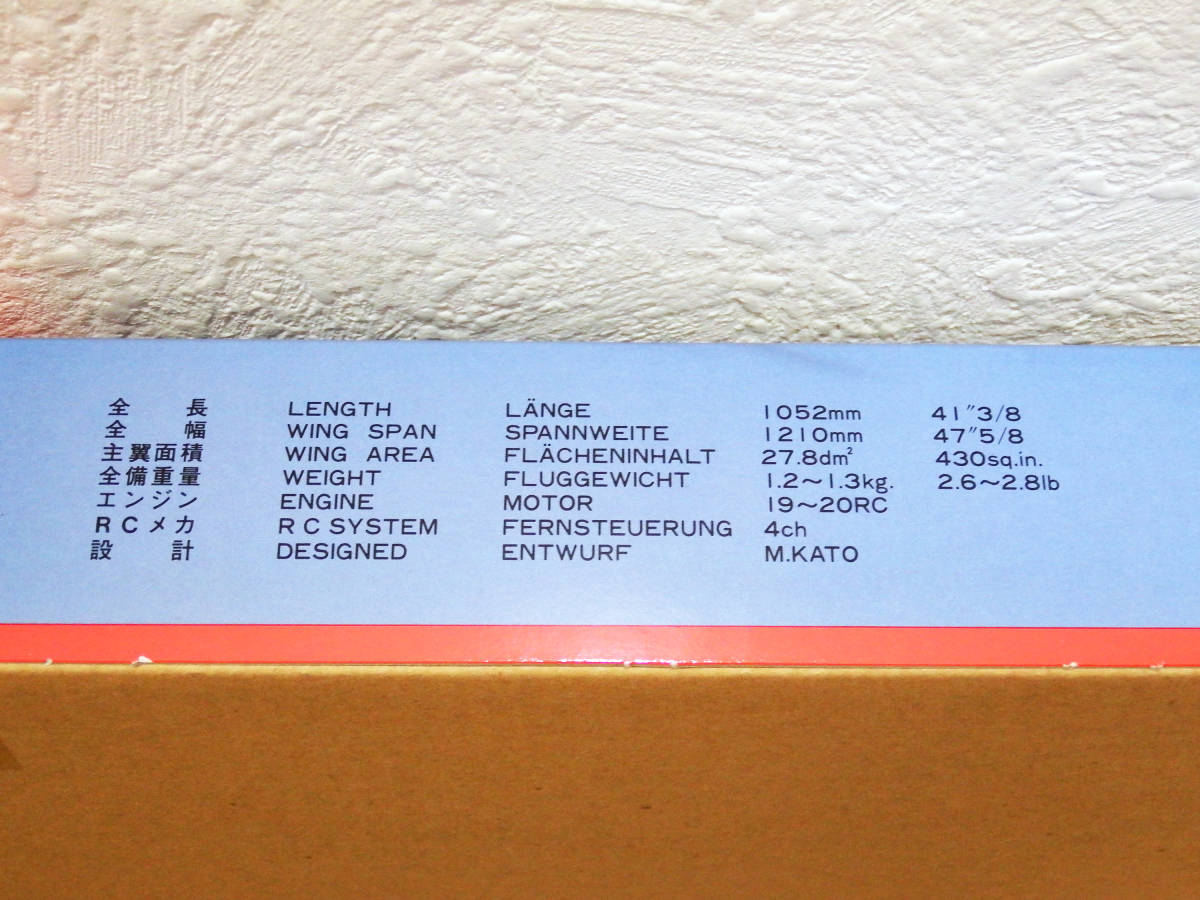 全長 LENGTH LÄNGE 1052mm 41″3/8
全幅 WING SPAN SPANNWEITE 1210mm 47″5/8
主翼面積 WING AREA FLÄCHENINHALT 27.8dm² 430sq.in.
全備重量 WEIGHT FLUGGEWICHT 1.2〜1.3kg. 2.6〜2.8lb
エンジン ENGINE MOTOR 19〜20RC
RCメカ RC SYSTEM FERNSTEUERUNG 4ch
設計 DESIGNED ENTWURF M.KATO